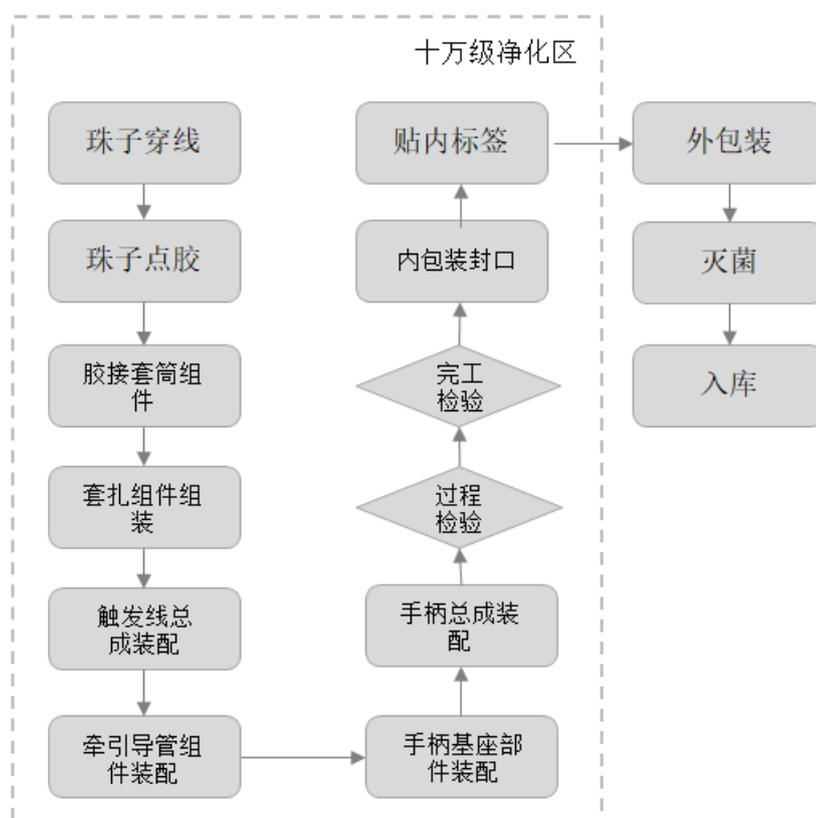 十万级净化区
珠子穿线
珠子点胶
胶接套筒组
件
套扎组件组
装
触发线总
成装配
牵引导管组
件装配
手柄基座部
件装配
手柄总成装
配
过程
检验
完工
检验
内包装封口
贴内标签
外包装
灭菌
入库